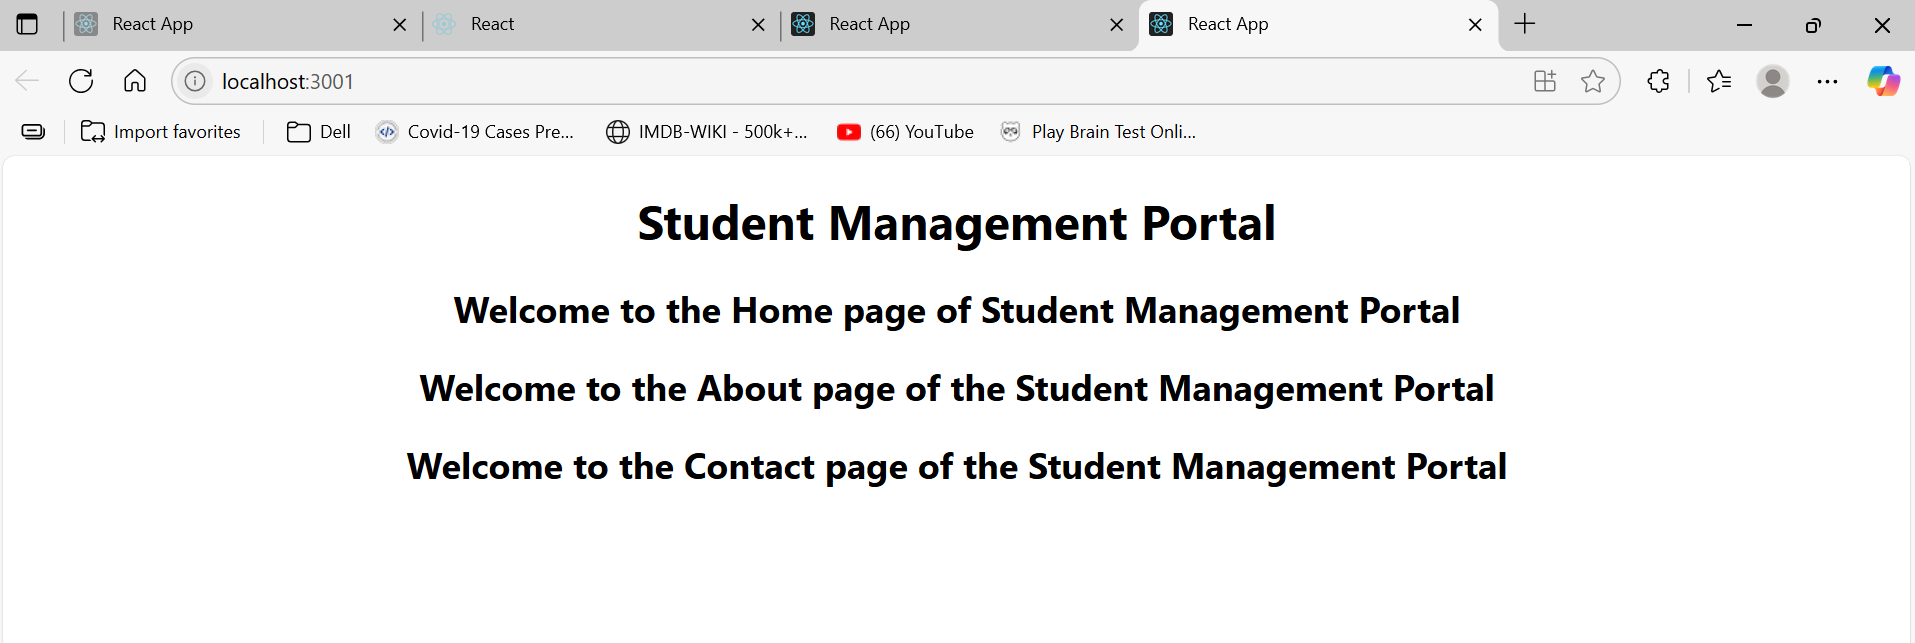 React App
React
React App
React App
localhost:3001
Import favorites
Dell
Covid-19 Cases Pre...
IMDB-WIKI - 500k+...
(66) YouTube
Play Brain Test Onli...
Student Management Portal
Welcome to the Home page of Student Management Portal
Welcome to the About page of the Student Management Portal
Welcome to the Contact page of the Student Management Portal